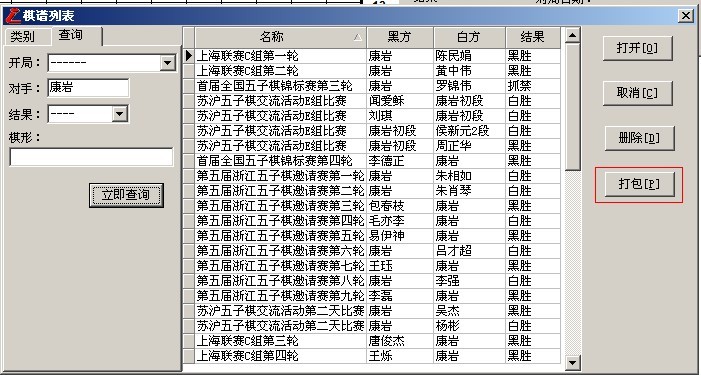 棋谱列表
类别 查询
开局： ------
对手： 康岩
结果： ----
棋形：
立即查询
名称 黑方 白方 结果
上海联赛C组第一轮 康岩 陈民娟 黑胜
上海联赛C组第二轮 康岩 黄中伟 黑胜
首届全国五子棋锦标赛第三轮 康岩 罗锦伟 抓禁
苏沪五子棋交流活动E组比赛 闻爱稣 康岩初段 白胜
苏沪五子棋交流活动E组比赛 刘琪 康岩初段 黑胜
苏沪五子棋交流活动E组比赛 康岩初段 侯新元2段 白胜
苏沪五子棋交流活动E组比赛 康岩初段 周正华 黑胜
首届全国五子棋锦标赛第四轮 李德正 康岩 黑胜
第五届浙江五子棋邀请赛第一轮 康岩 朱相如 白胜
第五届浙江五子棋邀请赛第二轮 康岩 朱肖琴 白胜
第五届浙江五子棋邀请赛第三轮 包春枝 康岩 黑胜
第五届浙江五子棋邀请赛第四轮 毛亦李 康岩 白胜
第五届浙江五子棋邀请赛第五轮 易伊神 康岩 黑胜
第五届浙江五子棋邀请赛第六轮 康岩 吕才超 白胜
第五届浙江五子棋邀请赛第七轮 王珏 康岩 黑胜
第五届浙江五子棋邀请赛第八轮 康岩 李强 白胜
第五届浙江五子棋邀请赛第九轮 李磊 康岩 黑胜
苏沪五子棋交流活动第二天比赛 康岩 吴杰 黑胜
苏沪五子棋交流活动第二天比赛 康岩 杨彬 白胜
上海联赛C组第三轮 唐俊杰 康岩 黑胜
上海联赛C组第四轮 王烁 康岩 黑胜
打开[O]
取消[C]
删除[D]
打包[P]